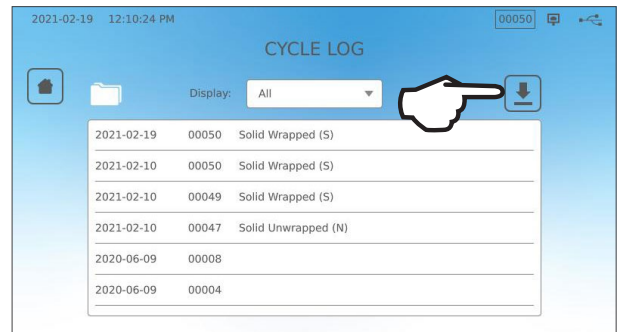 2021-02-19 12:10:24 PM 00050
CYCLE LOG
Display: All
2021-02-19 00050 Solid Wrapped (S)
2021-02-10 00050 Solid Wrapped (S)
2021-02-10 00049 Solid Wrapped (S)
2021-02-10 00047 Solid Unwrapped (N)
2020-06-09 00008
2020-06-09 00004